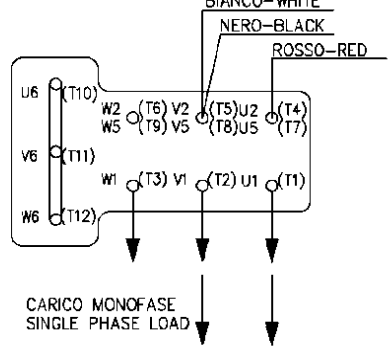 BIANCO-WHITE
NERO-BLACK
ROSSO-RED
U6 (T10)
W2 (T6) V2 (T5) U2 (T4)
W5 (T9) V5 (T8) U5 (T7)
V6 (T11)
W1 (T3) V1 (T2) U1 (T1)
W6 (T12)
CARICO MONOFASE
SINGLE PHASE LOAD